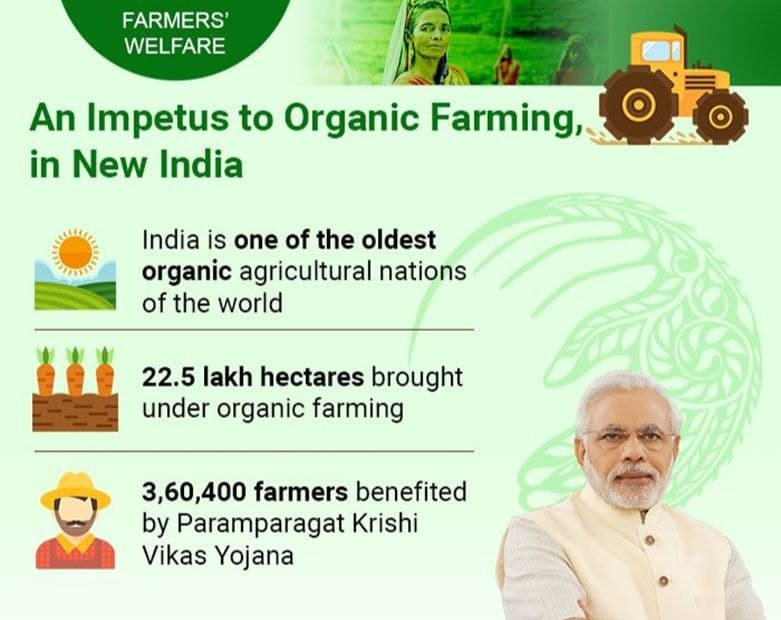 FARMERS'
WELFARE
An Impetus to Organic Farming,
in New India
India is one of the oldest
organic agricultural nations
of the world
22.5 lakh hectares brought
under organic farming
3,60,400 farmers benefited
by Paramparagat Krishi
Vikas Yojana